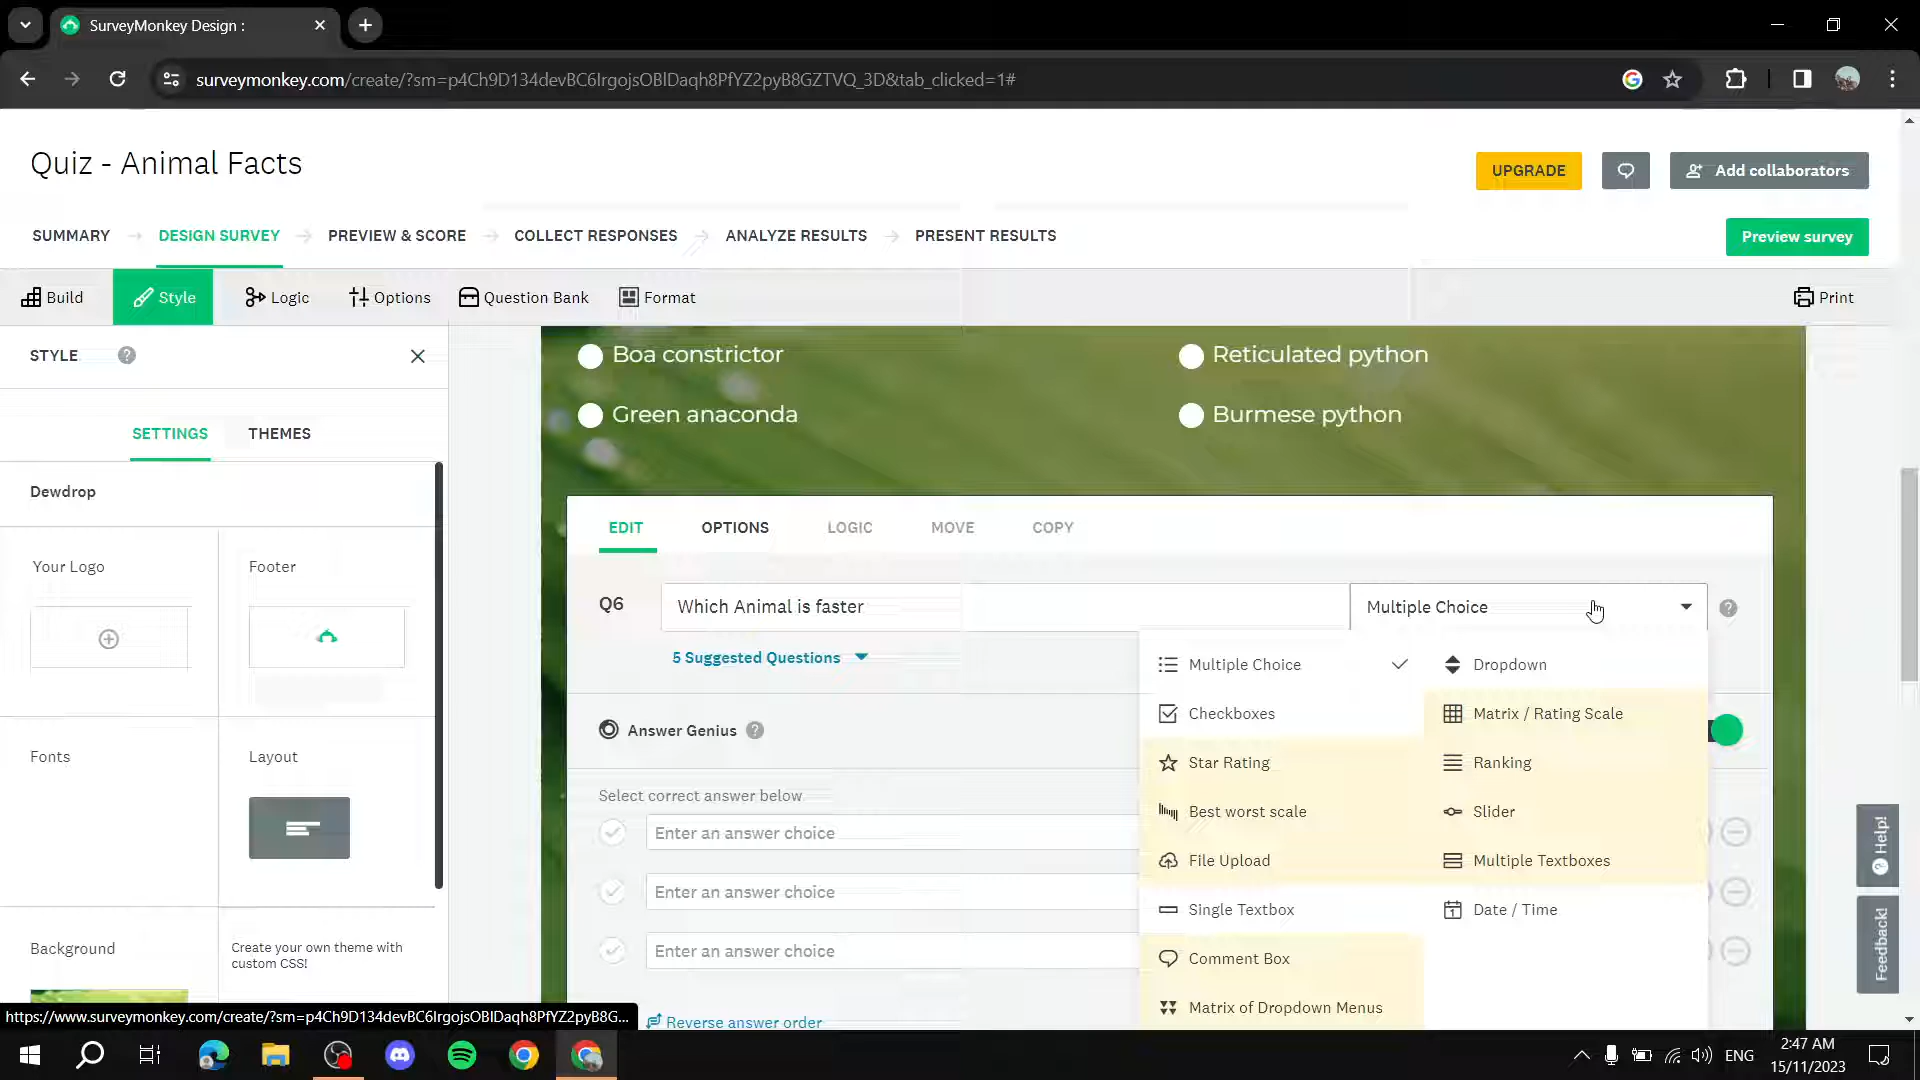 SurveyMonkey Design :
surveymonkey.com/create/?sm=p4Ch9D134devBC6IrgojsOBlDaqh8PfYZ2pyB8GZTVQ_3D&tab_clicked=1#
Quiz - Animal Facts
UPGRADE
Add collaborators
SUMMARY
DESIGN SURVEY
PREVIEW & SCORE
COLLECT RESPONSES
ANALYZE RESULTS
PRESENT RESULTS
Preview survey
Build
Style
Logic
Options
Question Bank
Format
Print
STYLE
SETTINGS
THEMES
Dewdrop
Your Logo
Footer
Fonts
Layout
Background
Create your own theme with
custom CSS!
Boa constrictor
Reticulated python
Green anaconda
Burmese python
EDIT
OPTIONS
LOGIC
MOVE
COPY
Q6
Which Animal is faster
Multiple Choice
5 Suggested Questions
Multiple Choice
Dropdown
Checkboxes
Matrix / Rating Scale
Answer Genius
Star Rating
Ranking
Select correct answer below
Best worst scale
Slider
Enter an answer choice
File Upload
Multiple Textboxes
Enter an answer choice
Single Textbox
Date / Time
Enter an answer choice
Comment Box
Matrix of Dropdown Menus
Reverse answer order
Help!
Feedback!
https://www.surveymonkey.com/create/?sm=p4Ch9D134devBC6IrgojsOBlDaqh8PfYZ2pyB8G...
ENG
2:47 AM
15/11/2023